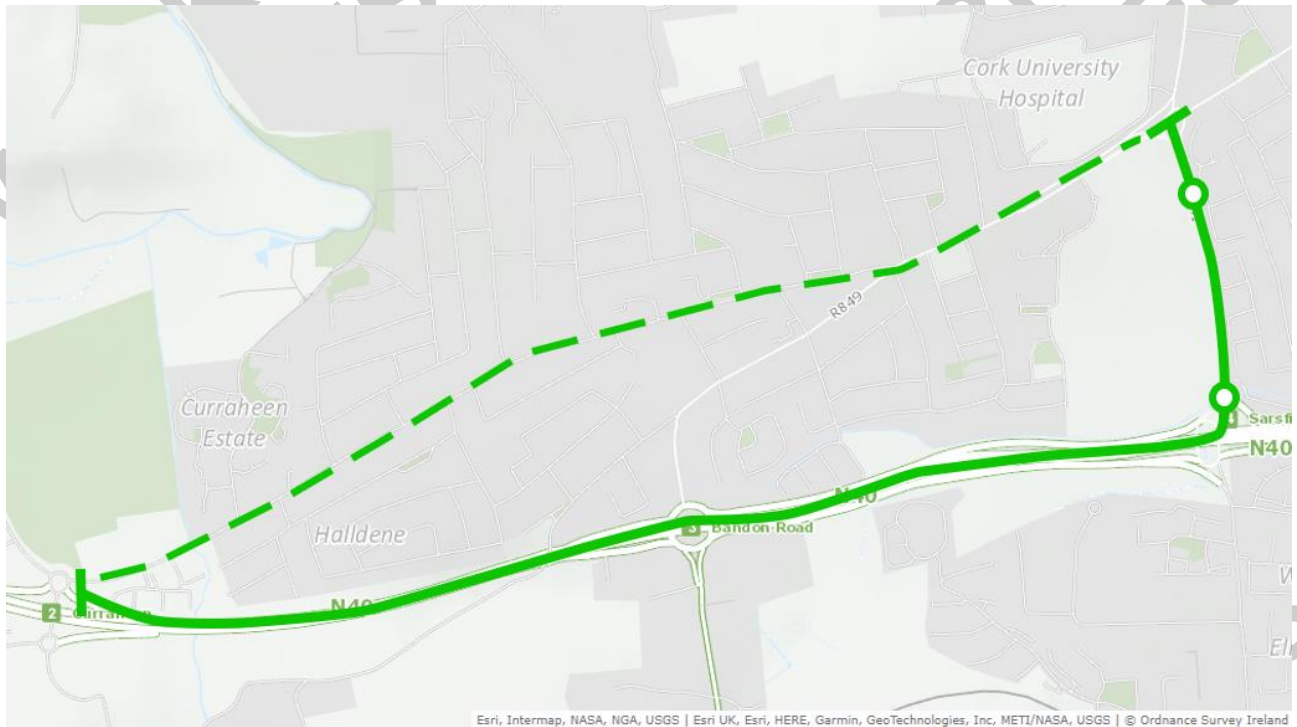 Cork University
Hospital
R849
Curraheen
Estate
N40
N40
3 Bandon Road
Halldene
N40
2
Esri, Intermap, NASA, NGA, USGS | Esri UK, Esri, HERE, Garmin, GeoTechnologies, Inc, METI/NASA, USGS | © Ordnance Survey Ireland